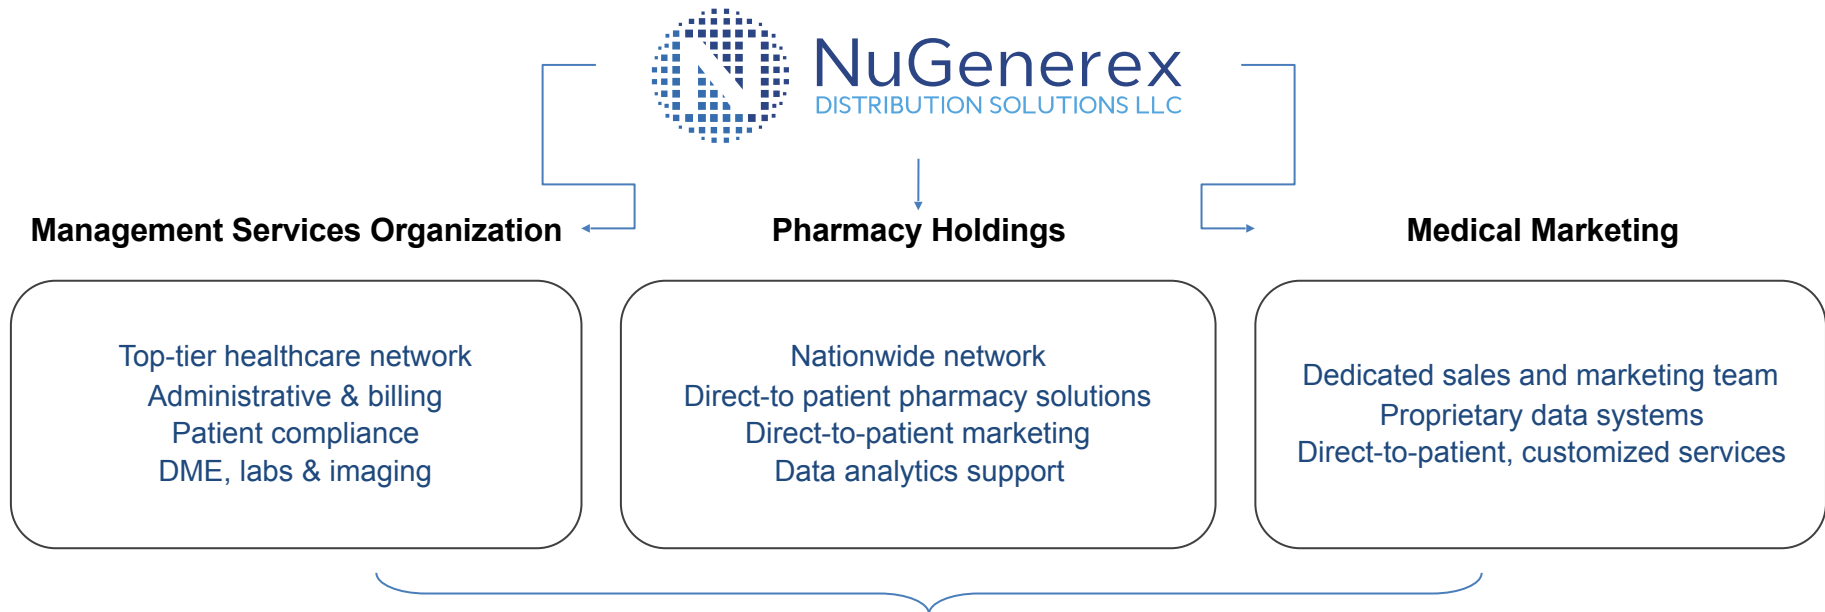 NuGenerex
DISTRIBUTION SOLUTIONS LLC
Management Services Organization
Pharmacy Holdings
Medical Marketing
Top-tier healthcare network
Administrative & billing
Patient compliance
DME, labs & imaging
Nationwide network
Direct-to patient pharmacy solutions
Direct-to-patient marketing
Data analytics support
Dedicated sales and marketing team
Proprietary data systems
Direct-to-patient, customized services